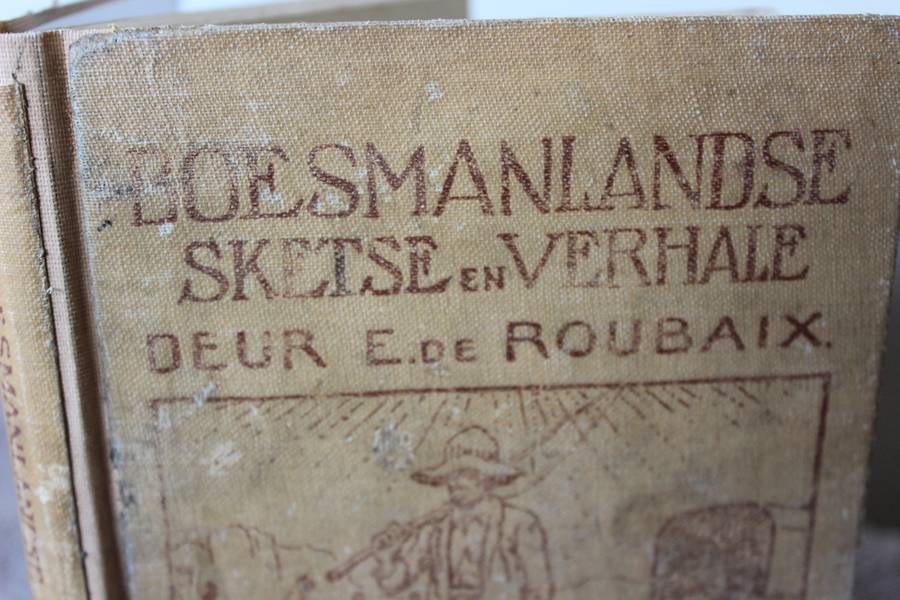 BOESMANLANDSE
SKETSE EN VERHALE
DEUR E. DE ROUBAIX.